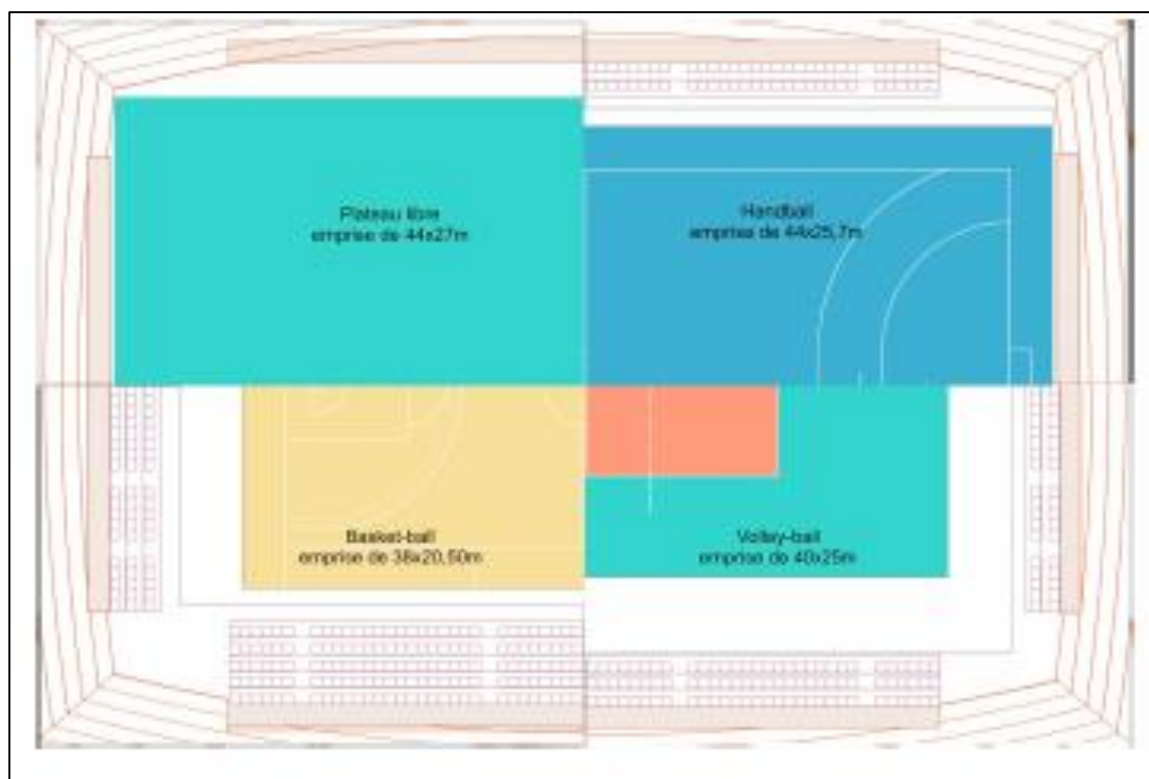 Plateau libre
emprise de 44x27m
Handball
emprise de 44x25,7m
Basket-ball
emprise de 38x20,50m
Volley-ball
emprise de 40x25m